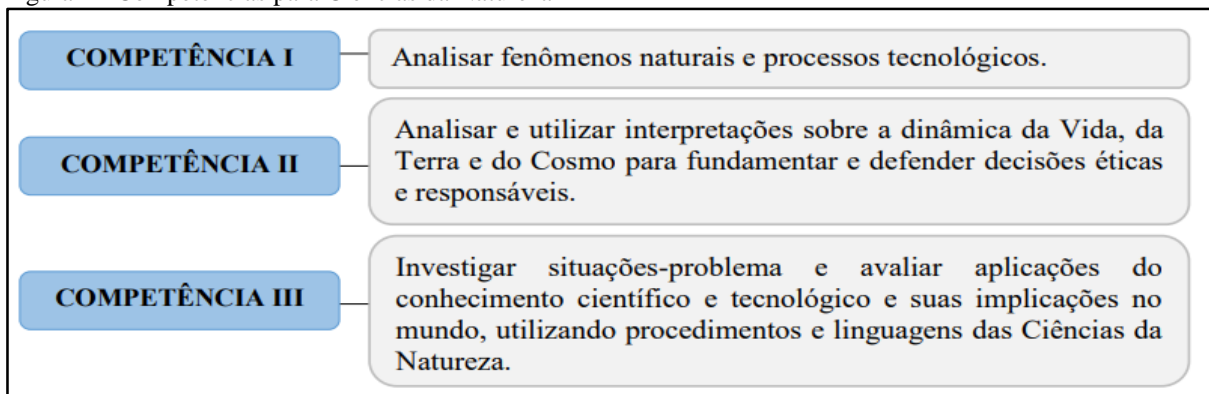 COMPETÊNCIA I
Analisar fenômenos naturais e processos tecnológicos.
COMPETÊNCIA II
Analisar e utilizar interpretações sobre a dinâmica da Vida, da
Terra e do Cosmo para fundamentar e defender decisões éticas
e responsáveis.
COMPETÊNCIA III
Investigar situações-problema e avaliar aplicações do
conhecimento científico e tecnológico e suas implicações no
mundo, utilizando procedimentos e linguagens das Ciências da
Natureza.